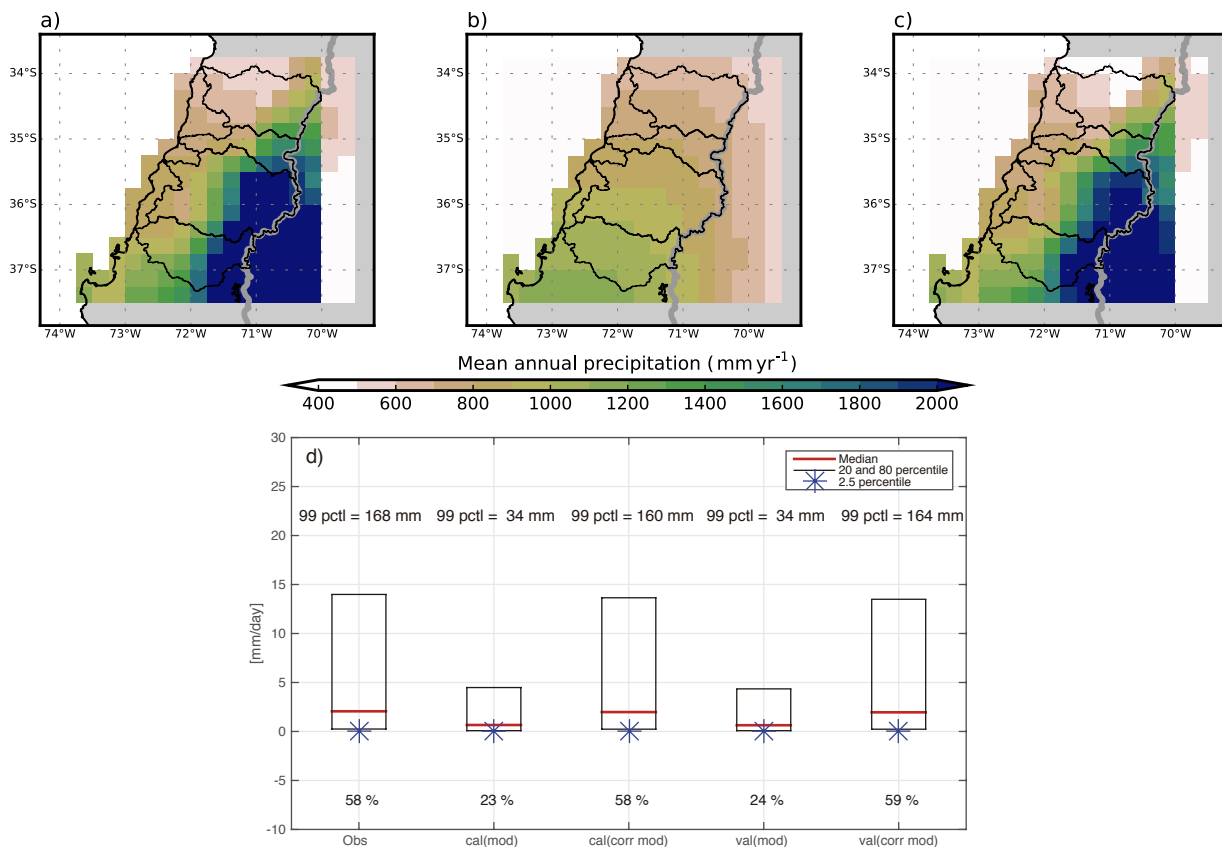 a)
b)
c)
34°S
35°S
36°S
37°S
74°W 73°W 72°W 71°W 70°W
34°S
35°S
36°S
37°S
74°W 73°W 72°W 71°W 70°W
34°S
35°S
36°S
37°S
74°W 73°W 72°W 71°W 70°W
Mean annual precipitation (mm yr⁻¹)
400 600 800 1000 1200 1400 1600 1800 2000
d)
Median
20 and 80 percentile
2.5 percentile
99 pctl = 168 mm 99 pctl = 34 mm 99 pctl = 160 mm 99 pctl = 34 mm 99 pctl = 164 mm
[mm/day]
30
25
20
15
10
5
0
-5
-10
58 % 23 % 58 % 24 % 59 %
Obs cal(mod) cal(corr mod) val(mod) val(corr mod)